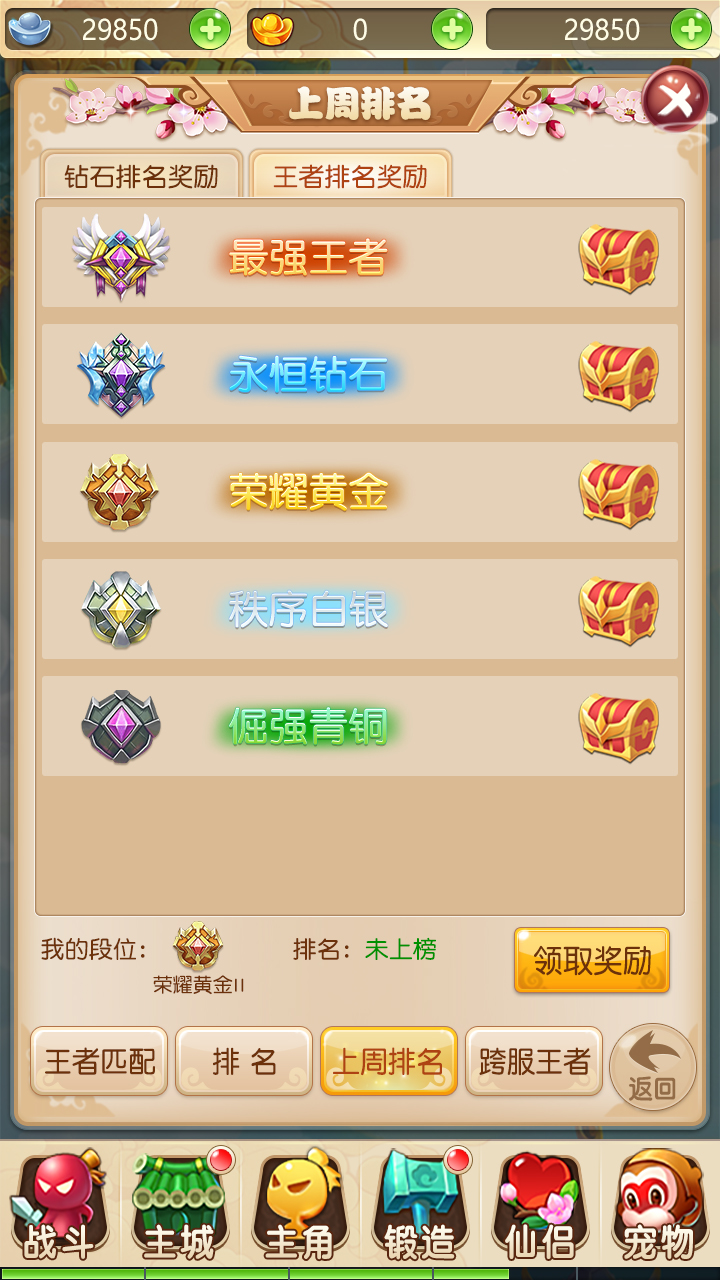 29850 0 29850
上周排名
钻石排名奖励 王者排名奖励
最强王者
永恒钻石
荣耀黄金
秩序白银
倔强青铜
我的段位： 排名：未上榜
荣耀黄金II
领取奖励
王者匹配 排名 上周排名 跨服王者 返回
战斗 主城 主角 锻造 仙侣 宠物